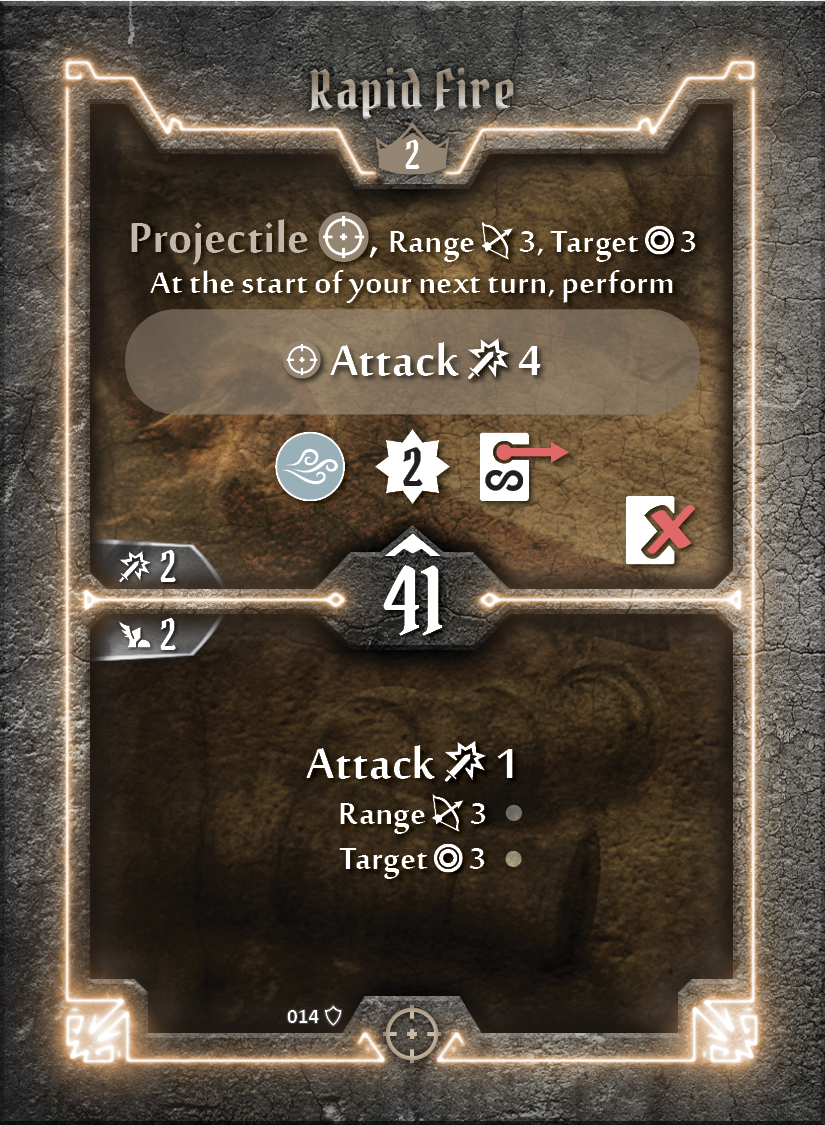 Rapid Fire
2
Projectile , Range 3, Target 3
At the start of your next turn, perform
Attack 4
2
S
2
41
2
Attack 1
Range 3
Target 3
014